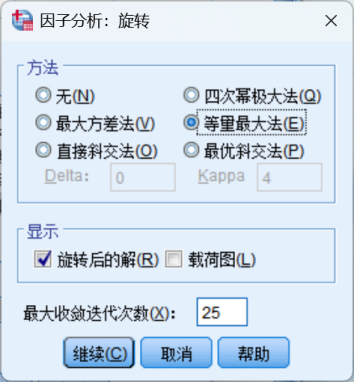 因子分析：旋转
方法
无(N) 四次幂极大法(Q)
最大方差法(V) 等量最大法(E)
直接斜交法(O) 最优斜交法(P)
Delta： 0 Kappa 4
显示
旋转后的解(R) 载荷图(L)
最大收敛迭代次数(X)： 25
继续(C) 取消 帮助